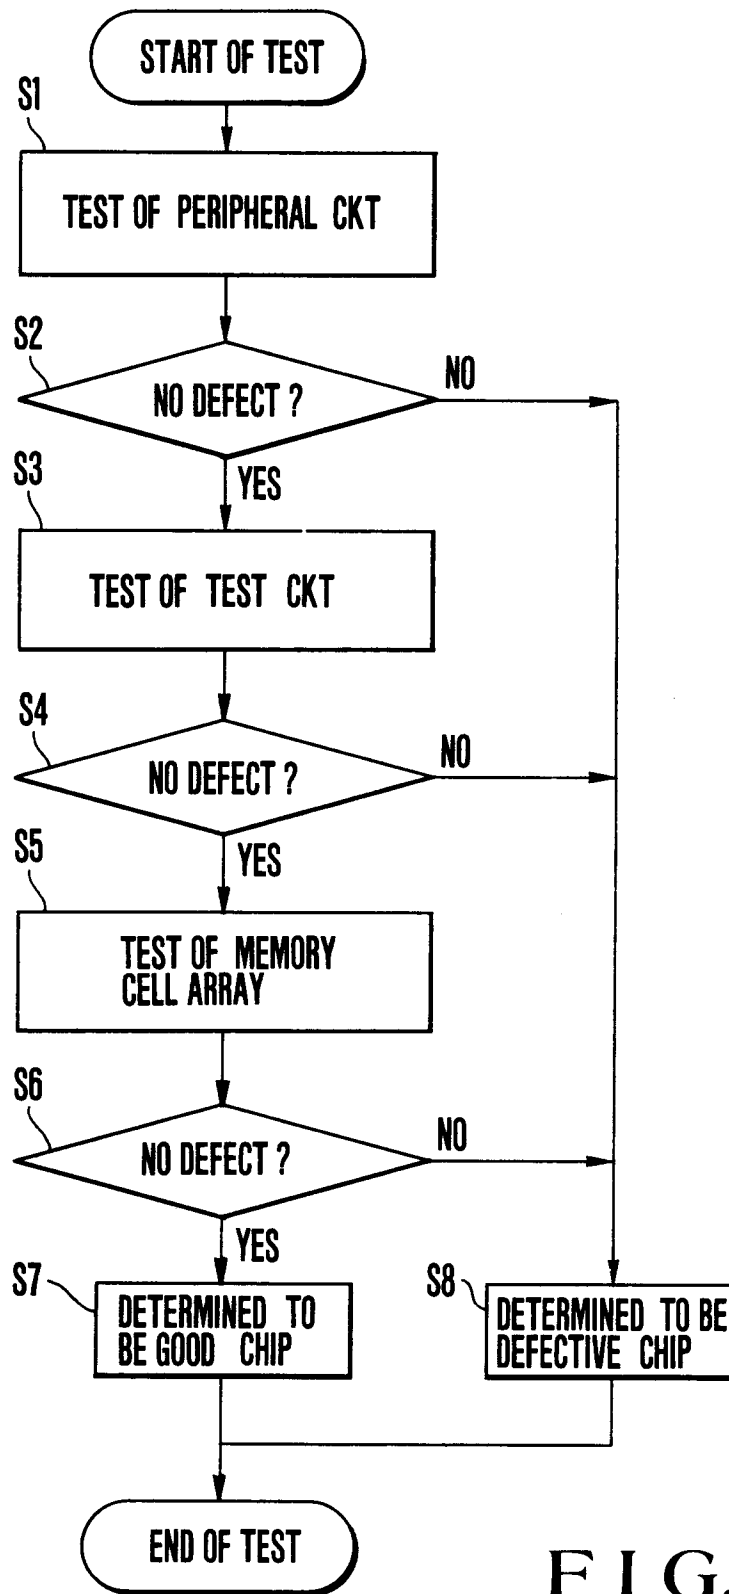 START OF TEST
S1
TEST OF PERIPHERAL CKT
S2
NO DEFECT ?
NO
YES
S3
TEST OF TEST CKT
S4
NO DEFECT ?
NO
YES
S5
TEST OF MEMORY
CELL ARRAY
S6
NO DEFECT ?
NO
YES
S7
DETERMINED TO
BE GOOD CHIP
S8
DETERMINED TO BE
DEFECTIVE CHIP
END OF TEST
FIG.